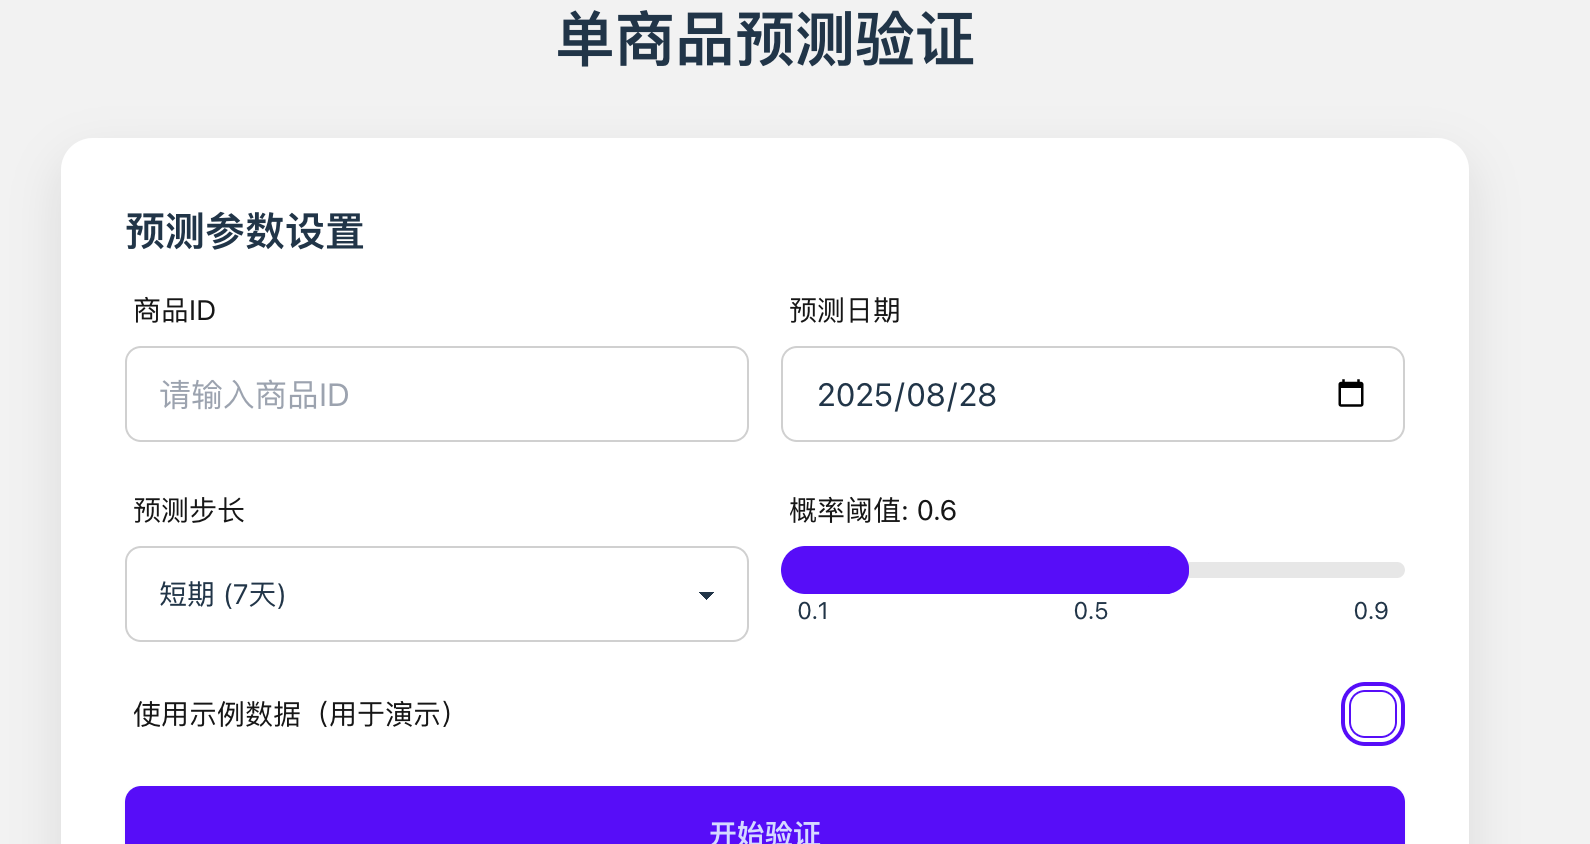 单商品预测验证
预测参数设置
商品ID
预测日期
请输入商品ID
2025/08/28
预测步长
概率阈值: 0.6
短期 (7天)
0.1 0.5 0.9
使用示例数据（用于演示）
开始验证